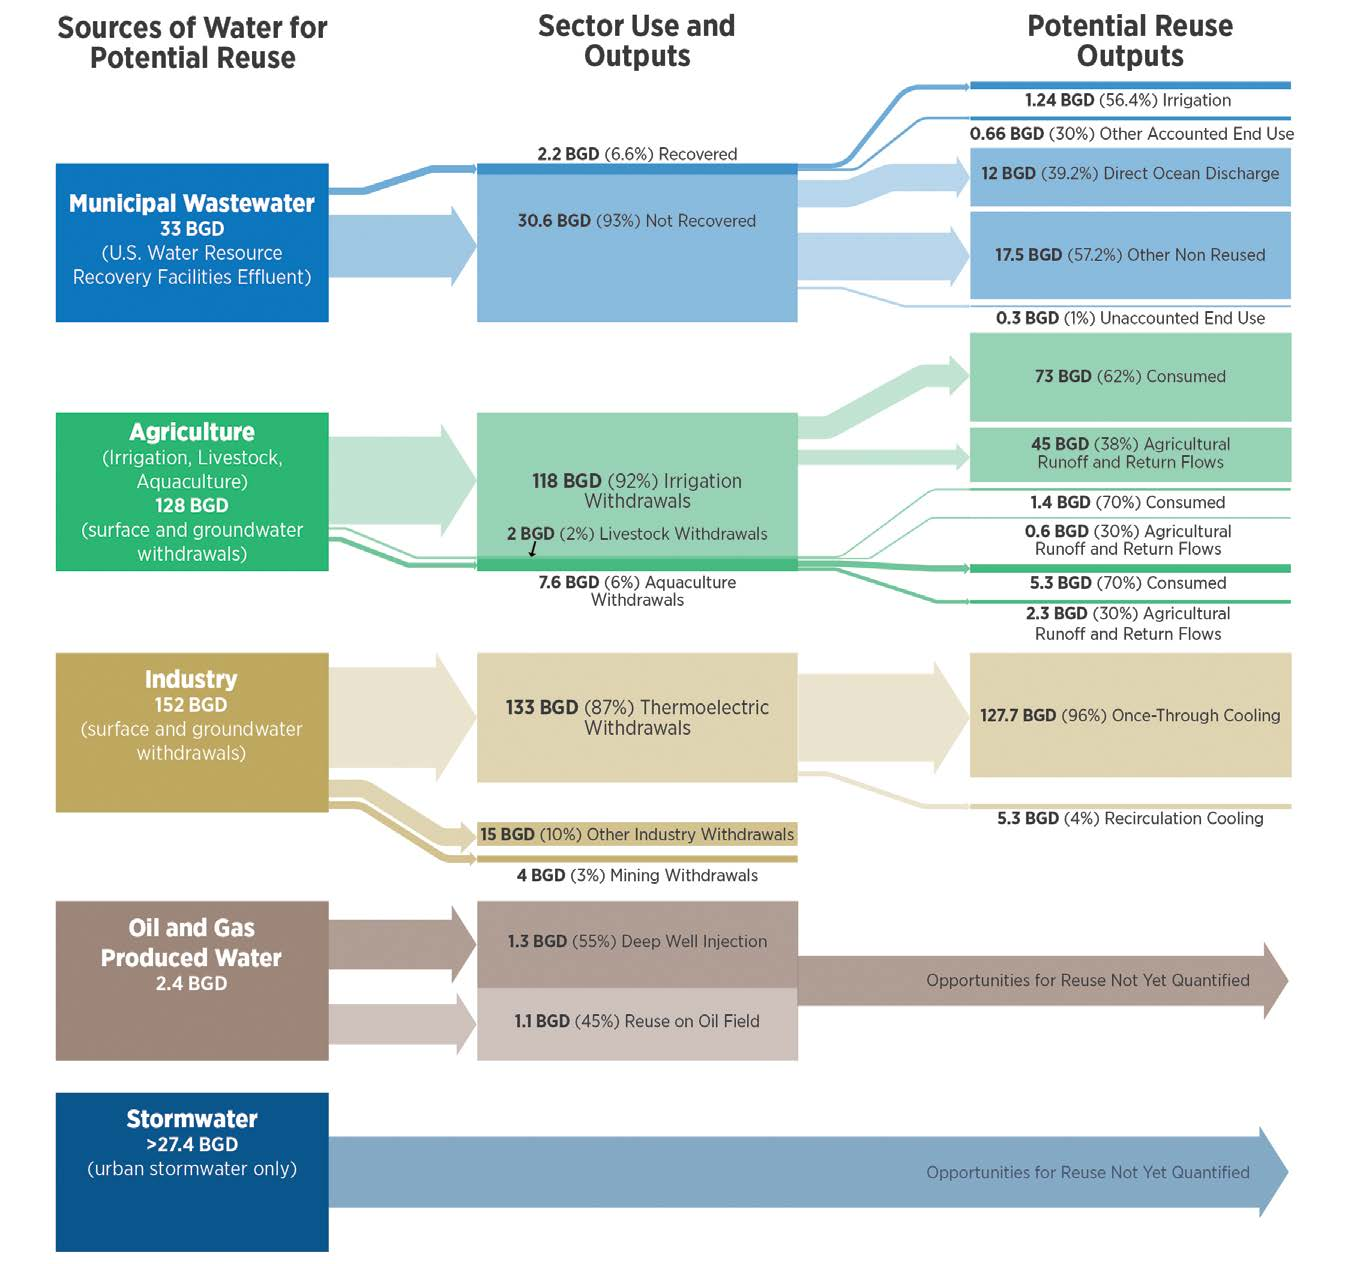 Sources of Water for
Potential Reuse
Sector Use and
Outputs
Potential Reuse
Outputs
Municipal Wastewater
33 BGD
(U.S. Water Resource
Recovery Facilities Effluent)
2.2 BGD (6.6%) Recovered
30.6 BGD (93%) Not Recovered
1.24 BGD (56.4%) Irrigation
0.66 BGD (30%) Other Accounted End Use
12 BGD (39.2%) Direct Ocean Discharge
17.5 BGD (57.2%) Other Non Reused
0.3 BGD (1%) Unaccounted End Use
Agriculture
(Irrigation, Livestock,
Aquaculture)
128 BGD
(surface and groundwater
withdrawals)
118 BGD (92%) Irrigation
Withdrawals
2 BGD (2%) Livestock Withdrawals
7.6 BGD (6%) Aquaculture
Withdrawals
73 BGD (62%) Consumed
45 BGD (38%) Agricultural
Runoff and Return Flows
1.4 BGD (70%) Consumed
0.6 BGD (30%) Agricultural
Runoff and Return Flows
5.3 BGD (70%) Consumed
2.3 BGD (30%) Agricultural
Runoff and Return Flows
Industry
152 BGD
(surface and groundwater
withdrawals)
133 BGD (87%) Thermoelectric
Withdrawals
15 BGD (10%) Other Industry Withdrawals
4 BGD (3%) Mining Withdrawals
127.7 BGD (96%) Once-Through Cooling
5.3 BGD (4%) Recirculation Cooling
Oil and Gas
Produced Water
2.4 BGD
1.3 BGD (55%) Deep Well Injection
1.1 BGD (45%) Reuse on Oil Field
Opportunities for Reuse Not Yet Quantified
Stormwater
>27.4 BGD
(urban stormwater only)
Opportunities for Reuse Not Yet Quantified